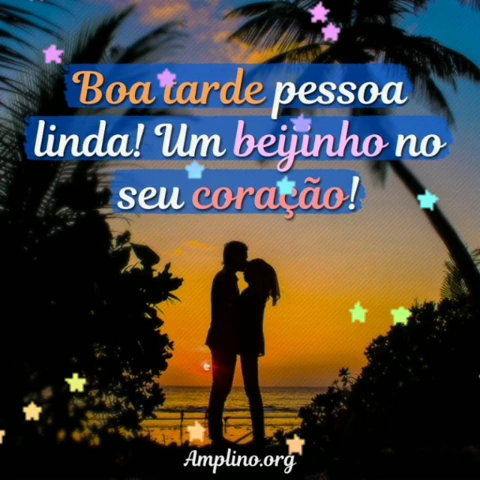 Boa tarde pessoa
linda! Um beijinho no
seu coração!
Amplino.org